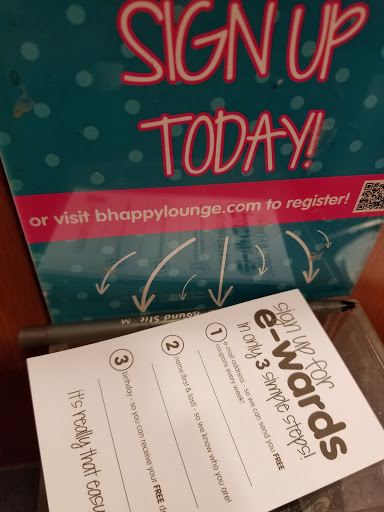 SIGN UP
TODAY!
or visit bhappylounge.com to register!
Round Stic M
sign up for
e-wards
in only 3 simple steps!
1 e-mail address - so we can send you FREE
coupons every week!
2 name (first & last) - so we know who you are!
3 birthday - so you can receive your FREE
it's really that easy